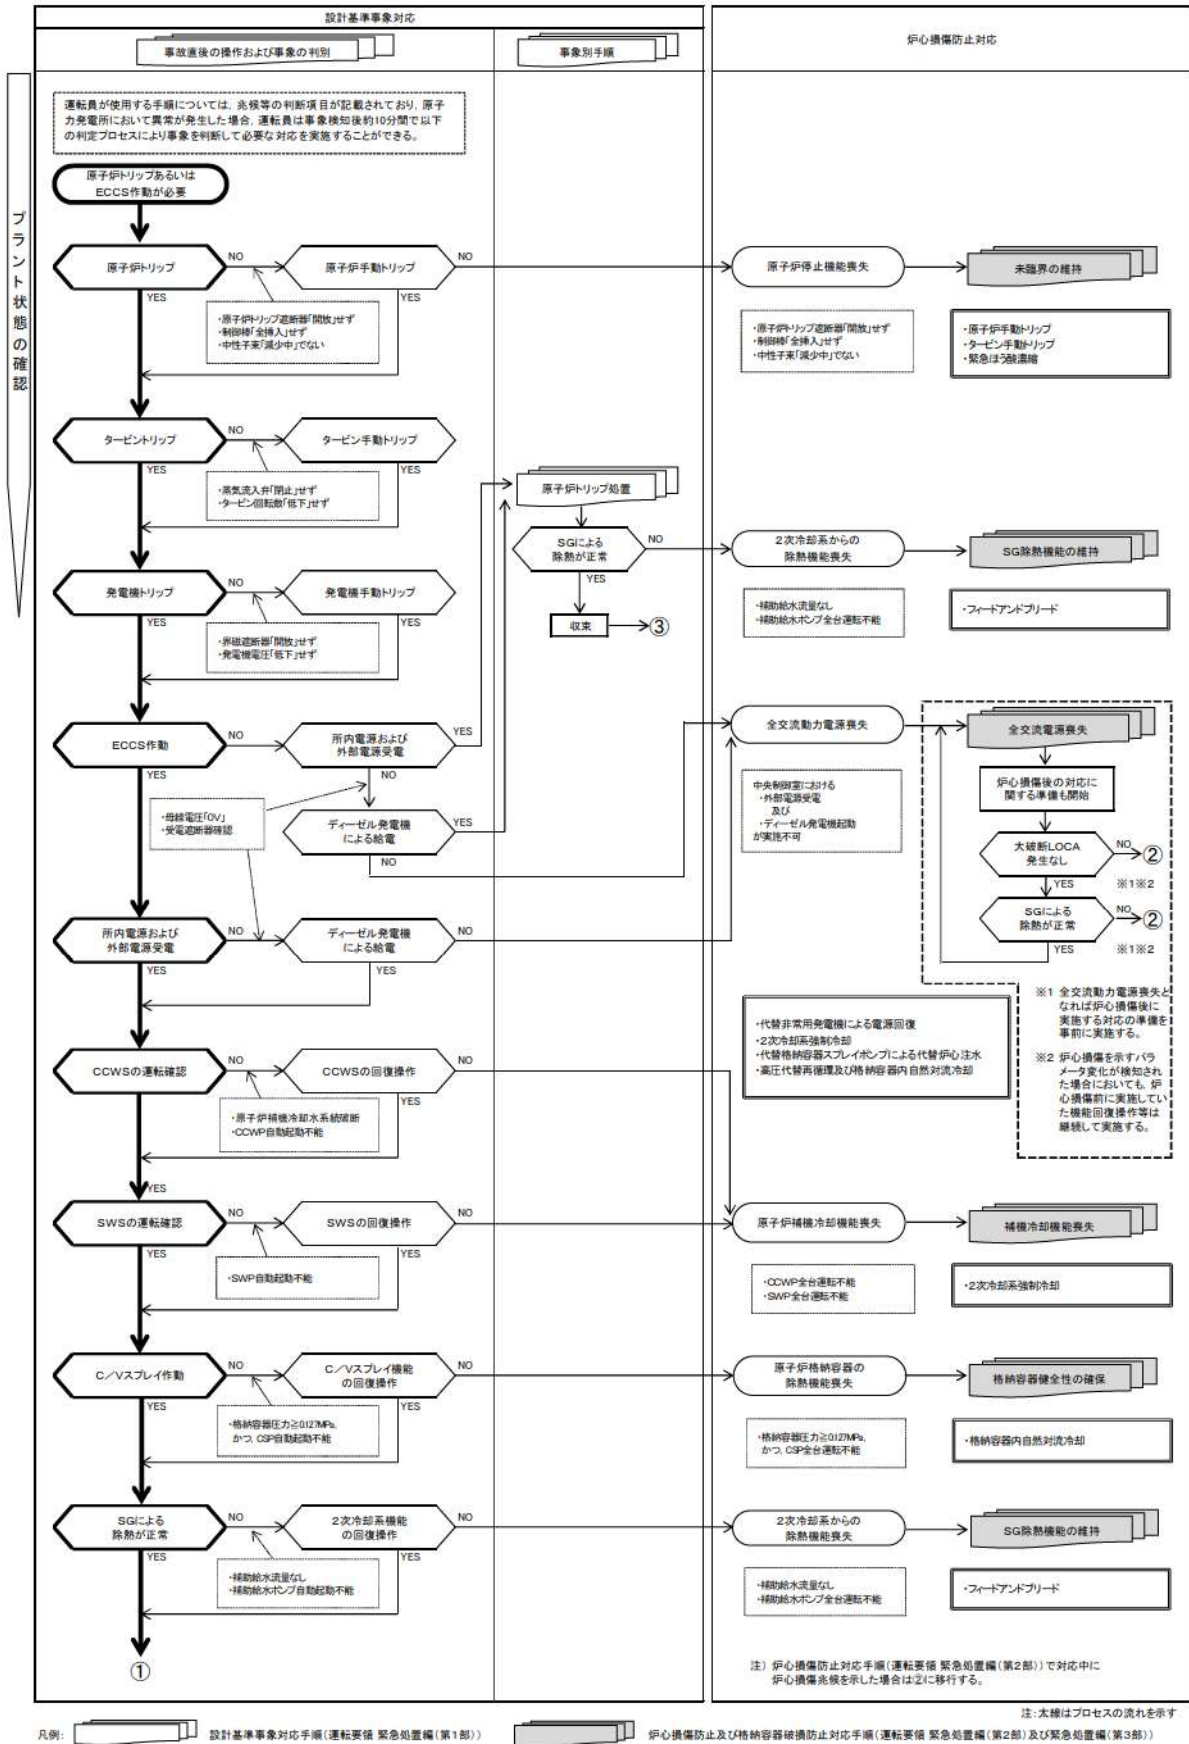 設計基準事象対応
事故直後の操作および事象の判別
事象別手順
炉心損傷防止対応
プラント状態の確認
運転員が使用する手順については，兆候等の判断項目が記載されており，原子
力発電所において異常が発生した場合，運転員は事象検知後約10分間で以下
の判定プロセスにより事象を判断して必要な対応を実施することができる。
原子炉トリップあるいは
ECCS作動が必要
原子炉トリップ
NO
原子炉手動トリップ
NO
原子炉停止機能喪失
未臨界の維持
YES
YES
・原子炉トリップ遮断器「開放」せず
・制御棒「全挿入」せず
・中性子束「減少中」でない
・原子炉トリップ遮断器「開放」せず
・制御棒「全挿入」せず
・中性子束「減少中」でない
・原子炉手動トリップ
・タービン手動トリップ
・緊急ほう酸濃縮
タービントリップ
NO
タービン手動トリップ
YES
YES
・蒸気流入弁「閉止」せず
・タービン回転数「低下」せず
原子炉トリップ処置
SGによる
除熱が正常
NO
2次冷却系からの
除熱機能喪失
SG除熱機能の維持
YES
収束
③
・補助給水流量なし
・補助給水ポンプ全台運転不能
・フィードアンドブリード
発電機トリップ
NO
発電機手動トリップ
YES
YES
・界磁遮断器「開放」せず
・発電機電圧「低下」せず
ECCS作動
NO
所内電源および
外部電源受電
YES
YES
NO
・母線電圧「0V」
・受電遮断器確認
ディーゼル発電機
による給電
YES
NO
全交流動力電源喪失
全交流電源喪失
中央制御室における
・外部電源受電
及び
・ディーゼル発電機起動
が実施不可
炉心損傷後の対応に
関する準備も開始
大破断LOCA
発生なし
NO
②
YES
※1※2
SGによる
除熱が正常
NO
②
YES
※1※2
所内電源および
外部電源受電
NO
ディーゼル発電機
による給電
NO
YES
YES
・代替非常用発電機による電源回復
・2次冷却系強制冷却
・代替格納容器スプレイポンプによる代替炉心注水
・高圧代替再循環及び格納容器内自然対流冷却
※1 全交流動力電源喪失と
なれば炉心損傷後に
実施する対応の準備を
事前に実施する。
※2 炉心損傷を示すパラ
メータ変化が検知され
た場合においても，炉
心損傷前に実施してい
た機能回復操作等は
継続して実施する。
CCWSの運転確認
NO
CCWSの回復操作
NO
YES
YES
・原子炉補機冷却水系統破断
・CCWP自動起動不能
SWSの運転確認
NO
SWSの回復操作
NO
原子炉補機冷却機能喪失
補機冷却機能喪失
YES
YES
・SWP自動起動不能
・CCWP全台運転不能
・SWP全台運転不能
・2次冷却系強制冷却
C／Vスプレイ作動
NO
C／Vスプレイ機能
の回復操作
NO
原子炉格納容器の
除熱機能喪失
格納容器健全性の確保
YES
YES
・格納容器圧力≧0.127MPa,
かつ，CSP自動起動不能
・格納容器圧力≧0.127MPa,
かつ，CSP全台運転不能
・格納容器内自然対流冷却
SGによる
除熱が正常
NO
2次冷却系機能
の回復操作
NO
2次冷却系からの
除熱機能喪失
SG除熱機能の維持
YES
YES
・補助給水流量なし
・補助給水ポンプ自動起動不能
・補助給水流量なし
・補助給水ポンプ全台運転不能
・フィードアンドブリード
①
注） 炉心損傷防止対応手順（運転要領 緊急処置編（第2部））で対応中に
炉心損傷兆候を示した場合は②に移行する。
注：太線はプロセスの流れを示す
凡例：
設計基準事象対応手順（運転要領 緊急処置編（第1部））
炉心損傷防止及び格納容器破損防止対応手順（運転要領 緊急処置編（第2部）及び緊急処置編（第3部））